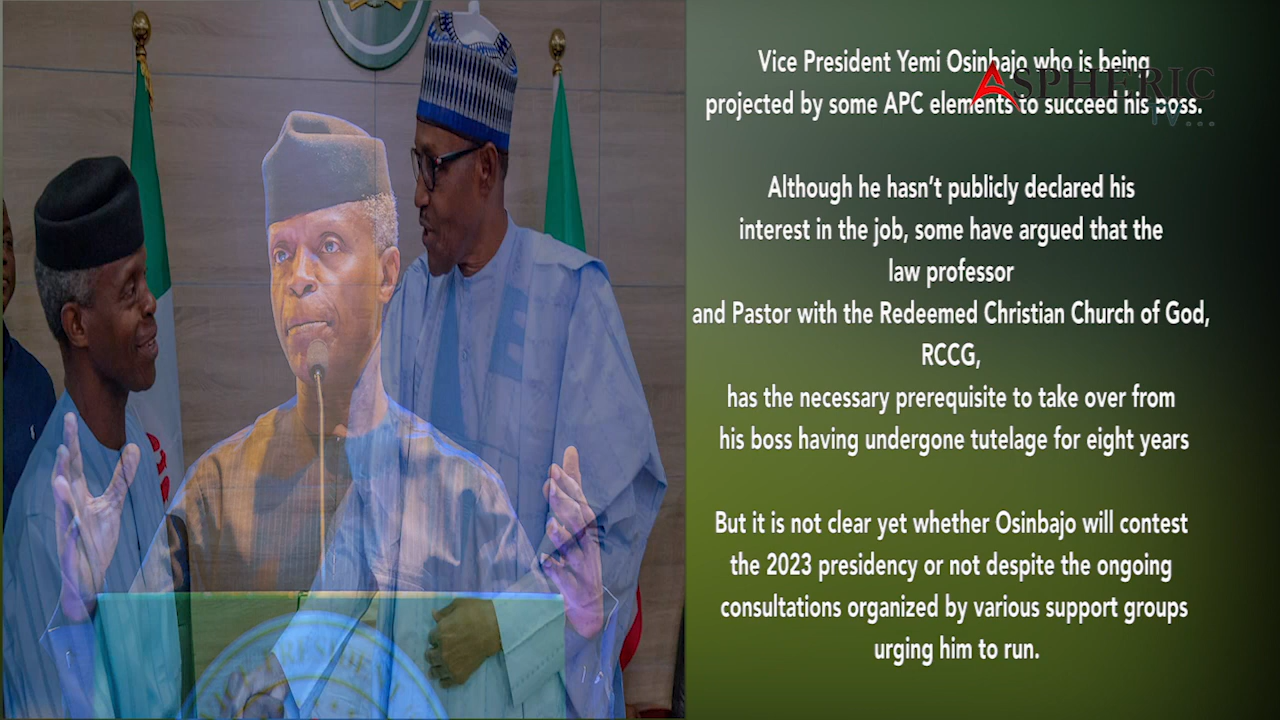 Vice President Yemi Osinbajo who is being
projected by some APC elements to succeed his boss.
ASPHERIC
TV...
Although he hasn't publicly declared his
interest in the job, some have argued that the
law professor
and Pastor with the Redeemed Christian Church of God,
RCCG,
has the necessary prerequisite to take over from
his boss having undergone tutelage for eight years
But it is not clear yet whether Osinbajo will contest
the 2023 presidency or not despite the ongoing
consultations organized by various support groups
urging him to run.